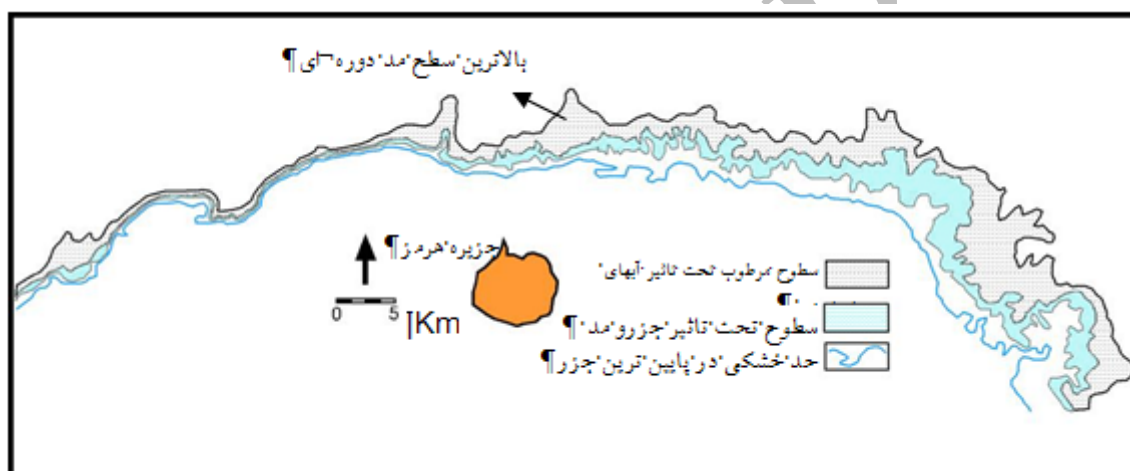 بالاترین سطح مد دوره ای¶
جزیره هرمز¶
0 5 Km
سطوح مرطوب تحت تاثیر آبهای
سطوح تحت تاثیر جزرو مد ¶
حد خشکی در پایین ترین جزر¶